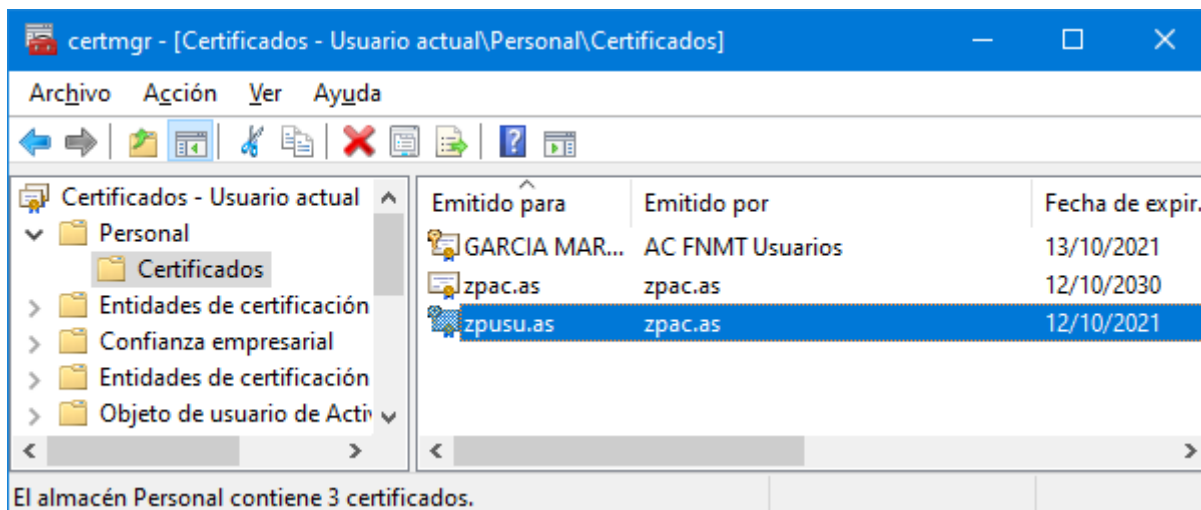 certmgr - [Certificados - Usuario actual\Personal\Certificados]
Archivo Acción Ver Ayuda
Certificados - Usuario actual
Personal
Certificados
Entidades de certificación
Confianza empresarial
Entidades de certificación
Objeto de usuario de Acti
Emitido para Emitido por Fecha de expir.
GARCIA MAR... AC FNMT Usuarios 13/10/2021
zpac.as zpac.as 12/10/2030
zpusu.as zpac.as 12/10/2021
El almacén Personal contiene 3 certificados.